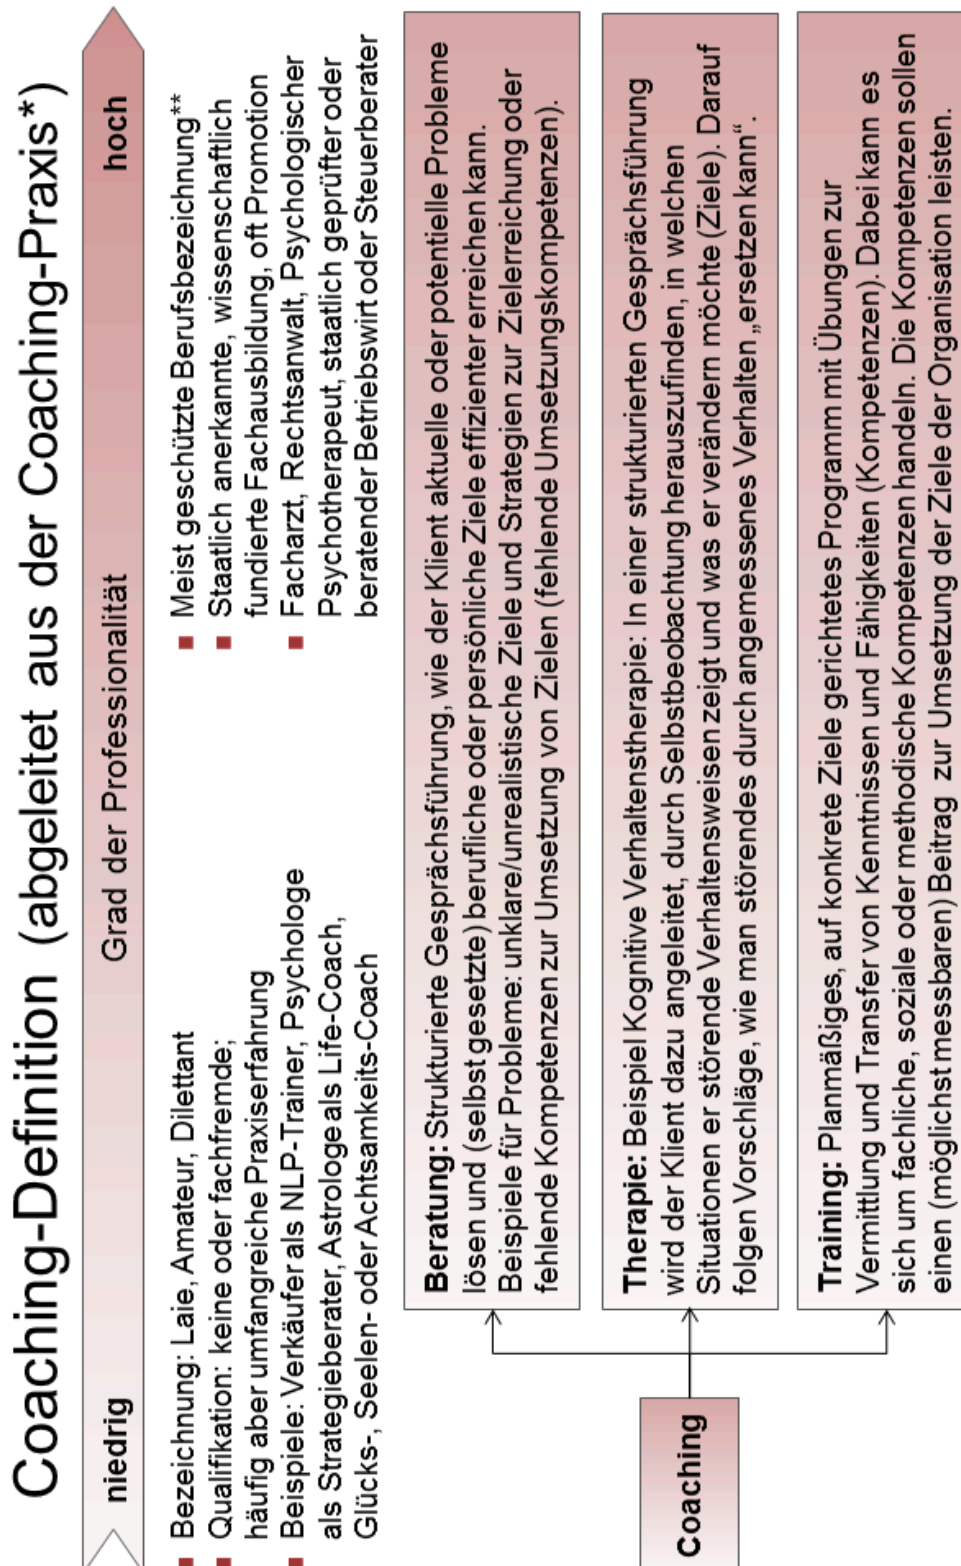 Coaching-Definition (abgeleitet aus der Coaching-Praxis*)
niedrig
Grad der Professionalität
hoch
Bezeichnung: Laie, Amateur, Dilettant
Qualifikation: keine oder fachfremde;
häufig aber umfangreiche Praxiserfahrung
Beispiele: Verkäufer als NLP-Trainer, Psychologe
als Strategieberater, Astrologe als Life-Coach,
Glücks-, Seelen- oder Achtsamkeits-Coach
Meist geschützte Berufsbezeichnung**
Staatlich anerkannte, wissenschaftlich
fundierte Fachausbildung, oft Promotion
Facharzt, Rechtsanwalt, Psychologischer
Psychotherapeut, staatlich geprüfter oder
beratender Betriebswirt oder Steuerberater
Coaching
Beratung: Strukturierte Gesprächsführung, wie der Klient aktuelle oder potentielle Probleme
lösen und (selbst gesetzte) berufliche oder persönliche Ziele effizienter erreichen kann.
Beispiele für Probleme: unklare/unrealistische Ziele und Strategien zur Zielerreichung oder
fehlende Kompetenzen zur Umsetzung von Zielen (fehlende Umsetzungskompetenzen).
Therapie: Beispiel Kognitive Verhaltenstherapie: In einer strukturierten Gesprächsführung
wird der Klient dazu angeleitet, durch Selbstbeobachtung herauszufinden, in welchen
Situationen er störende Verhaltensweisen zeigt und was er verändern möchte (Ziele). Darauf
folgen Vorschläge, wie man störendes durch angemessenes Verhalten „ersetzen kann“.
Training: Planmäßiges, auf konkrete Ziele gerichtetes Programm mit Übungen zur
Vermittlung und Transfer von Kenntnissen und Fähigkeiten (Kompetenzen). Dabei kann es
sich um fachliche, soziale oder methodische Kompetenzen handeln. Die Kompetenzen sollen
einen (möglichst messbaren) Beitrag zur Umsetzung der Ziele der Organisation leisten.